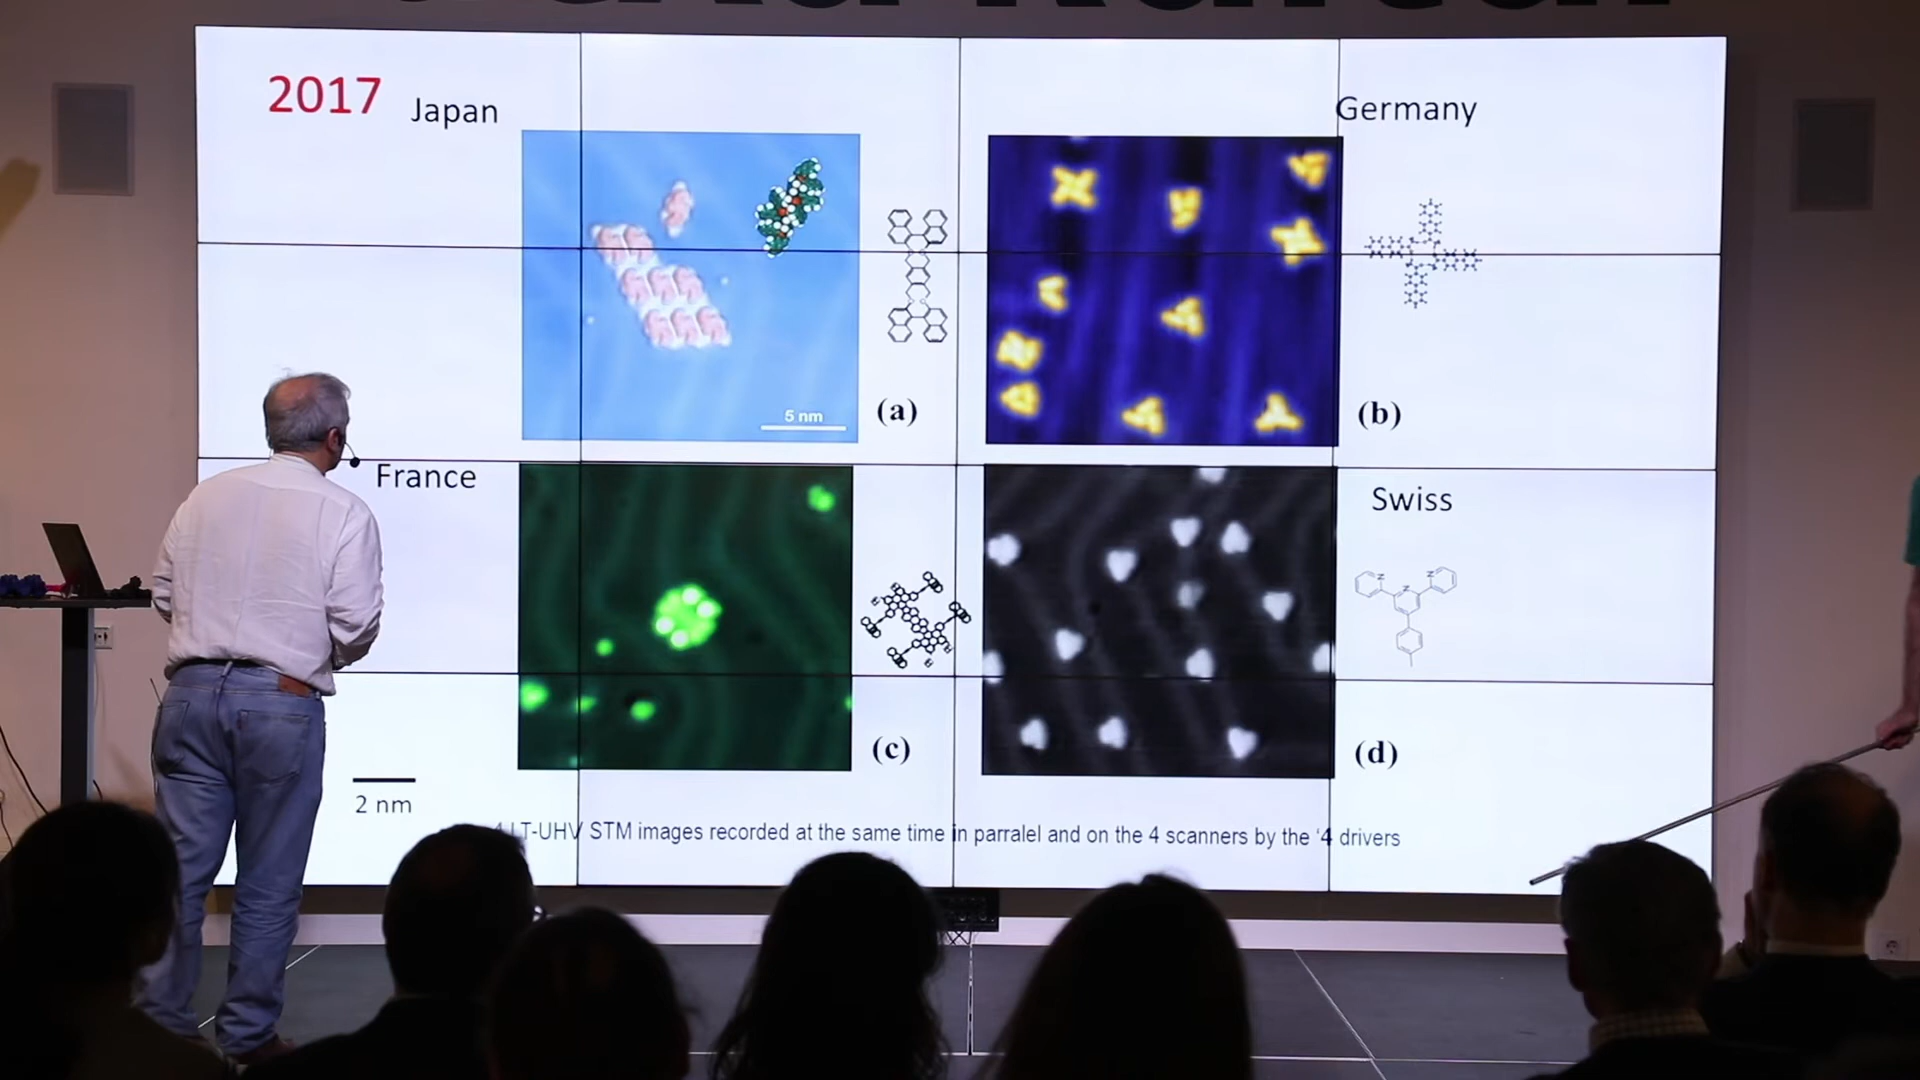 2017 Japan
Germany
5 nm
(a)
(b)
France
Swiss
(c)
(d)
2 nm
LT-UHV STM images recorded at the same time in parralel and on the 4 scanners by the '4 drivers